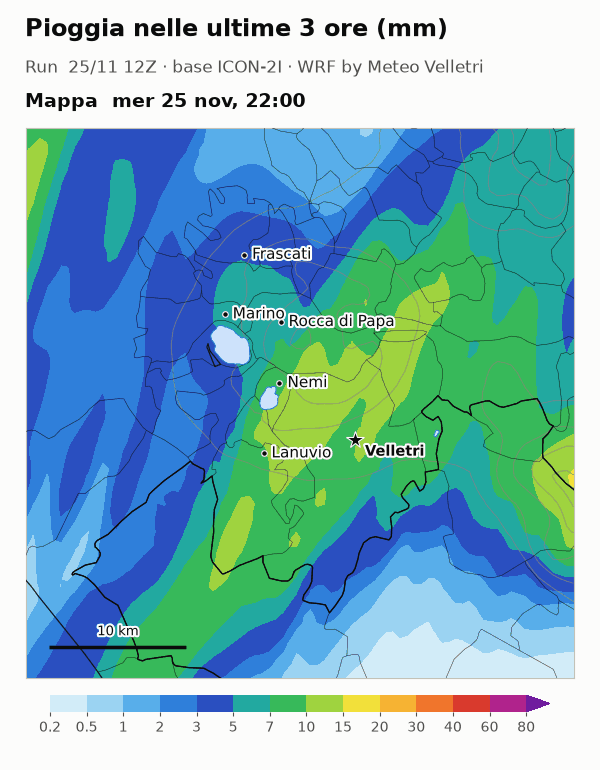 Pioggia nelle ultime 3 ore (mm)
Run  25/11 12Z · base ICON-2I · WRF by Meteo Velletri
Mappa  mer 25 nov, 22:00
Frascati
Marino
Rocca di Papa
Nemi
Velletri
Lanuvio
10 km
0.2 0.5 1 2 3 5 7 10 15 20 30 40 60 80